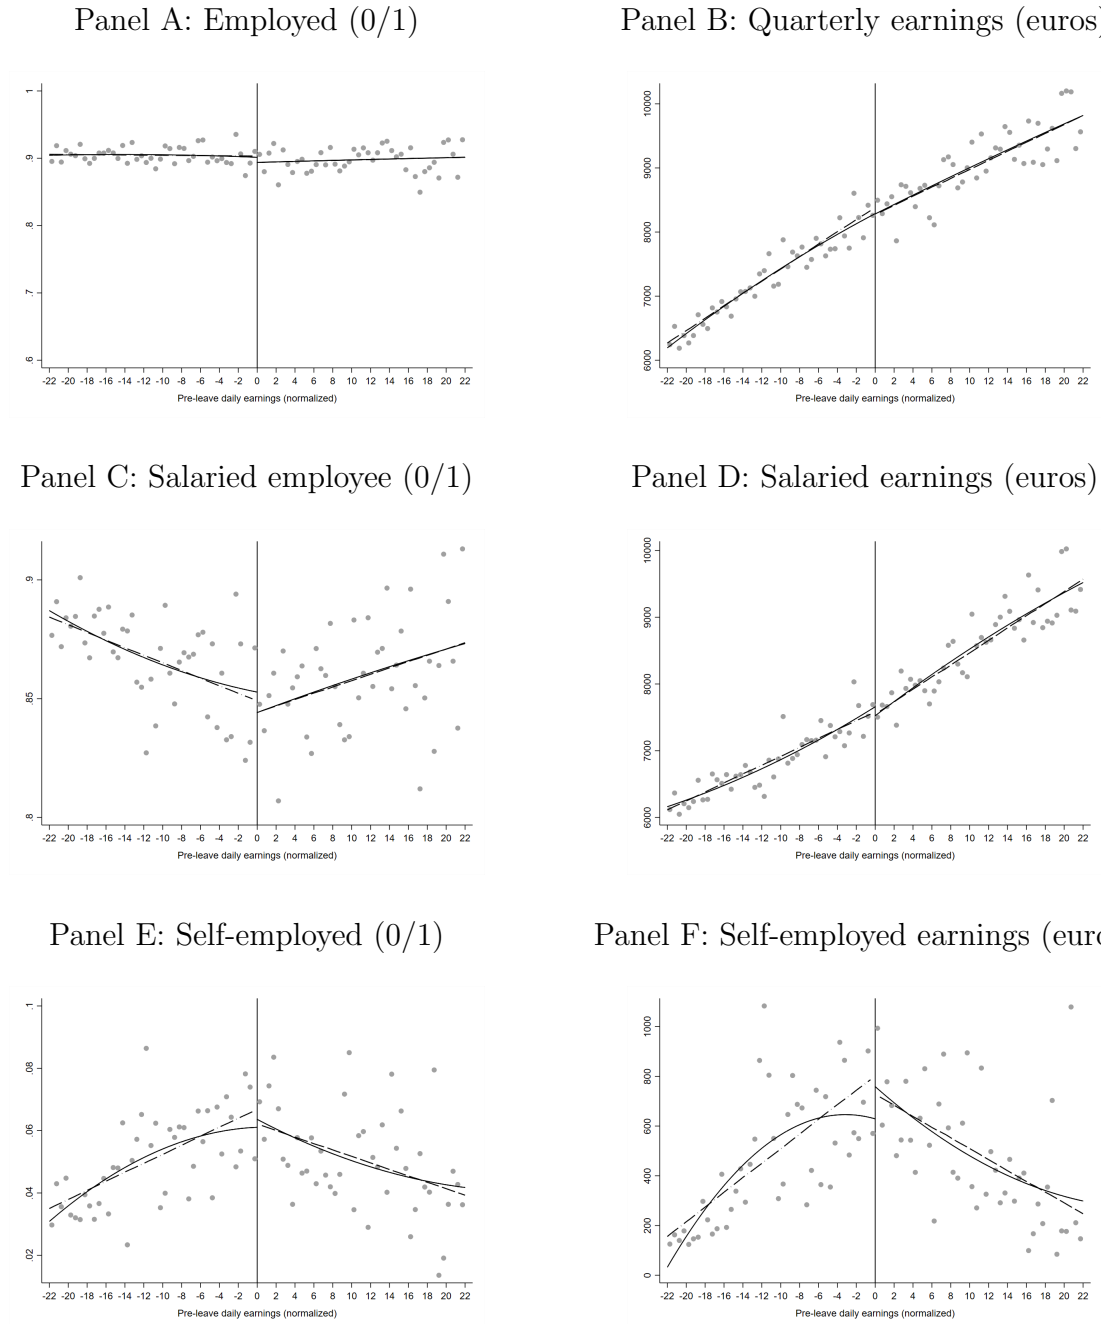 Panel A: Employed (0/1)
Panel B: Quarterly earnings (euros)
1
.9
.8
.7
.6
-22 -20 -18 -16 -14 -12 -10 -8 -6 -4 -2 0 2 4 6 8 10 12 14 16 18 20 22
Pre-leave daily earnings (normalized)
10000
9000
8000
7000
6000
-22 -20 -18 -16 -14 -12 -10 -8 -6 -4 -2 0 2 4 6 8 10 12 14 16 18 20 22
Pre-leave daily earnings (normalized)
Panel C: Salaried employee (0/1)
Panel D: Salaried earnings (euros)
.9
.85
.8
-22 -20 -18 -16 -14 -12 -10 -8 -6 -4 -2 0 2 4 6 8 10 12 14 16 18 20 22
Pre-leave daily earnings (normalized)
10000
9000
8000
7000
6000
-22 -20 -18 -16 -14 -12 -10 -8 -6 -4 -2 0 2 4 6 8 10 12 14 16 18 20 22
Pre-leave daily earnings (normalized)
Panel E: Self-employed (0/1)
Panel F: Self-employed earnings (euro
.1
.08
.06
.04
.02
-22 -20 -18 -16 -14 -12 -10 -8 -6 -4 -2 0 2 4 6 8 10 12 14 16 18 20 22
Pre-leave daily earnings (normalized)
1000
800
600
400
200
0
-22 -20 -18 -16 -14 -12 -10 -8 -6 -4 -2 0 2 4 6 8 10 12 14 16 18 20 22
Pre-leave daily earnings (normalized)